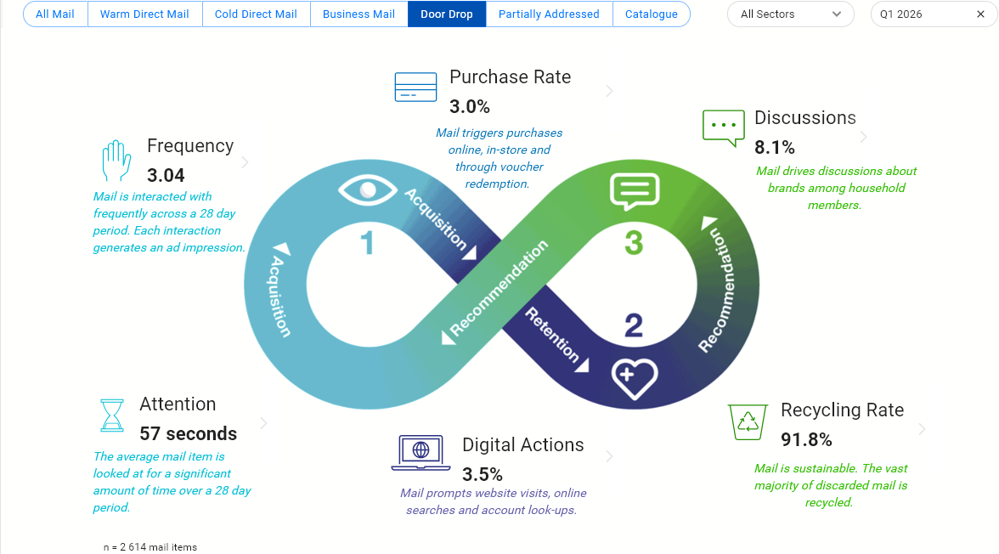 All Mail
Warm Direct Mail
Cold Direct Mail
Business Mail
Door Drop
Partially Addressed
Catalogue
All Sectors
Q1 2026
Purchase Rate
3.0%
Mail triggers purchases
online, in-store and
through voucher
redemption.
Discussions
8.1%
Mail drives discussions about
brands among household
members.
Frequency
3.04
Mail is interacted with
frequently across a 28 day
period. Each interaction
generates an ad impression.
Acquisition
1
3
Acquisition
Recommendation
Recommendation
Retention
2
Attention
57 seconds
The average mail item is
looked at for a significant
amount of time over a 28 day
period.
Digital Actions
3.5%
Mail prompts website visits, online
searches and account look-ups.
Recycling Rate
91.8%
Mail is sustainable. The vast
majority of discarded mail is
recycled.
n = 2 614 mail items